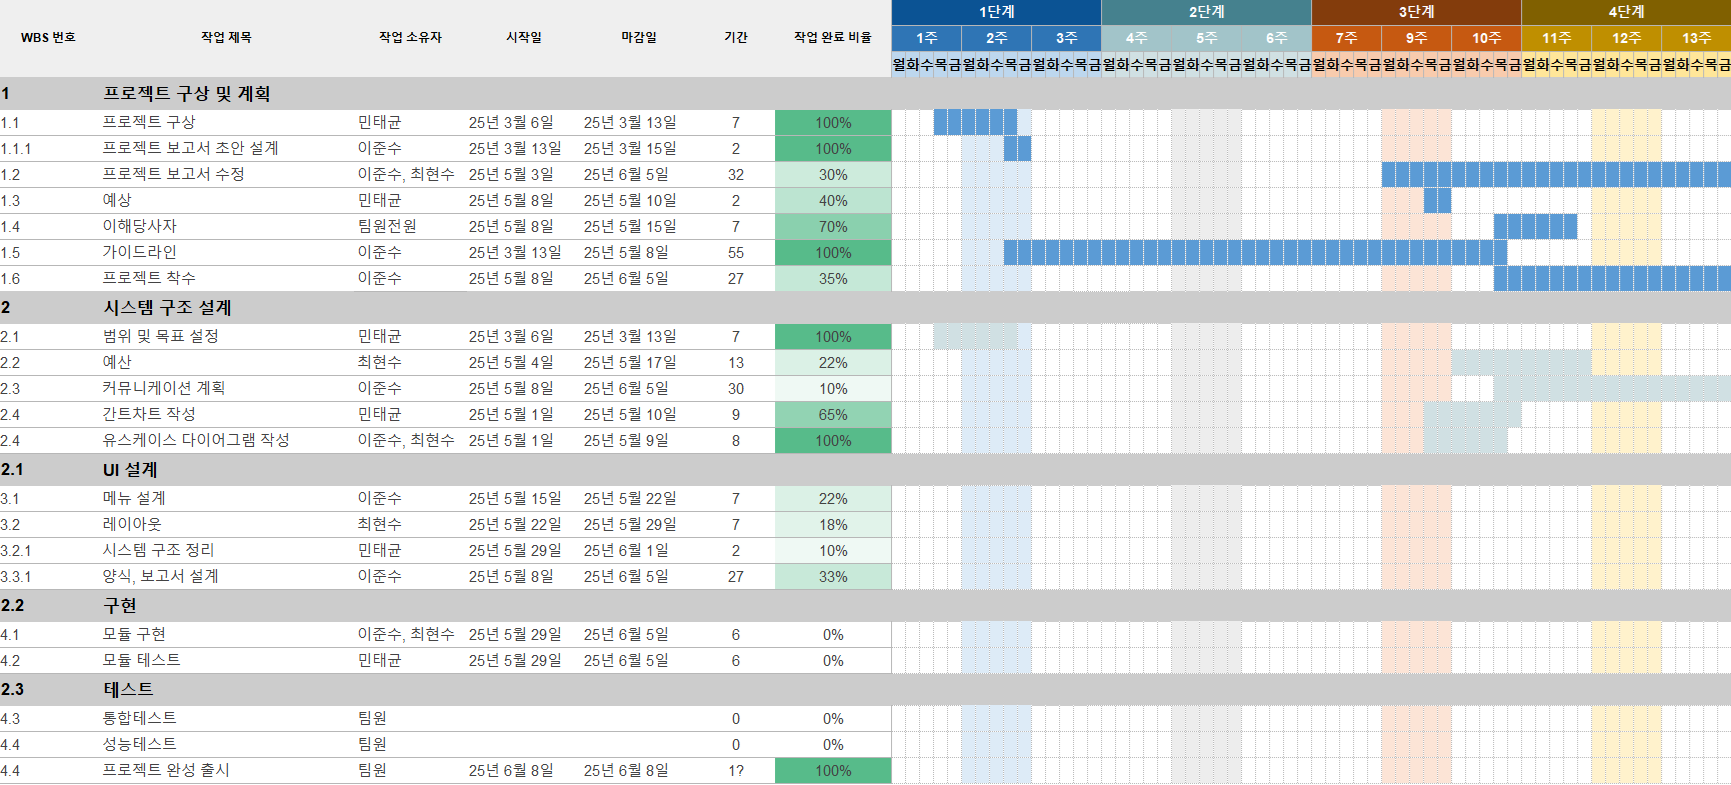 1단계 2단계 3단계 4단계
WBS 번호 작업 제목 작업 소유자 시작일 마감일 기간 작업 완료 비율 1주 2주 3주 4주 5주 6주 7주 9주 10주 11주 12주 13주
월화수목금 월화수목금 월화수목금 월화수목금 월화수목금 월화수목금 월화수목금 월화수목금 월화수목금 월화수목금 월화수목금 월화수목금
1 프로젝트 구상 및 계획
1.1 프로젝트 구상 민태균 25년 3월 6일 25년 3월 13일 7 100%
1.1.1 프로젝트 보고서 초안 설계 이준수 25년 3월 13일 25년 3월 15일 2 100%
1.2 프로젝트 보고서 수정 이준수, 최현수 25년 5월 3일 25년 6월 5일 32 30%
1.3 예상 민태균 25년 5월 8일 25년 5월 10일 2 40%
1.4 이해당사자 팀원전원 25년 5월 8일 25년 5월 15일 7 70%
1.5 가이드라인 이준수 25년 3월 13일 25년 5월 8일 55 100%
1.6 프로젝트 착수 이준수 25년 5월 8일 25년 6월 5일 27 35%
2 시스템 구조 설계
2.1 범위 및 목표 설정 민태균 25년 3월 6일 25년 3월 13일 7 100%
2.2 예산 최현수 25년 5월 4일 25년 5월 17일 13 22%
2.3 커뮤니케이션 계획 이준수 25년 5월 8일 25년 6월 5일 30 10%
2.4 간트차트 작성 민태균 25년 5월 1일 25년 5월 10일 9 65%
2.4 유스케이스 다이어그램 작성 이준수, 최현수 25년 5월 1일 25년 5월 9일 8 100%
2.1 UI 설계
3.1 메뉴 설계 이준수 25년 5월 15일 25년 5월 22일 7 22%
3.2 레이아웃 최현수 25년 5월 22일 25년 5월 29일 7 18%
3.2.1 시스템 구조 정리 민태균 25년 5월 29일 25년 6월 1일 2 10%
3.3.1 양식, 보고서 설계 이준수 25년 5월 8일 25년 6월 5일 27 33%
2.2 구현
4.1 모듈 구현 이준수, 최현수 25년 5월 29일 25년 6월 5일 6 0%
4.2 모듈 테스트 민태균 25년 5월 29일 25년 6월 5일 6 0%
2.3 테스트
4.3 통합테스트 팀원 0 0%
4.4 성능테스트 팀원 0 0%
4.4 프로젝트 완성 출시 팀원 25년 6월 8일 25년 6월 8일 1? 100%